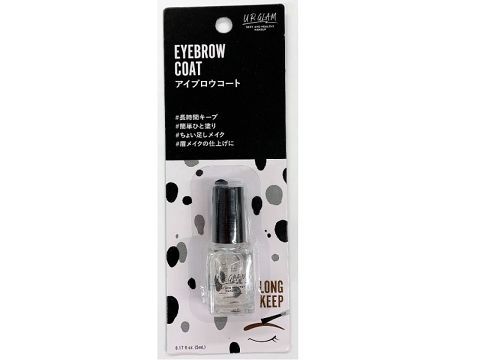 U R GLAM
EYEBROW
COAT
アイブロウコート
#長時間キープ
#簡単ひと塗り
#ちょい足しメイク
#眉メイクの仕上げに
UR GLAM
LONG
KEEP
0.17 fl oz. (5mL)